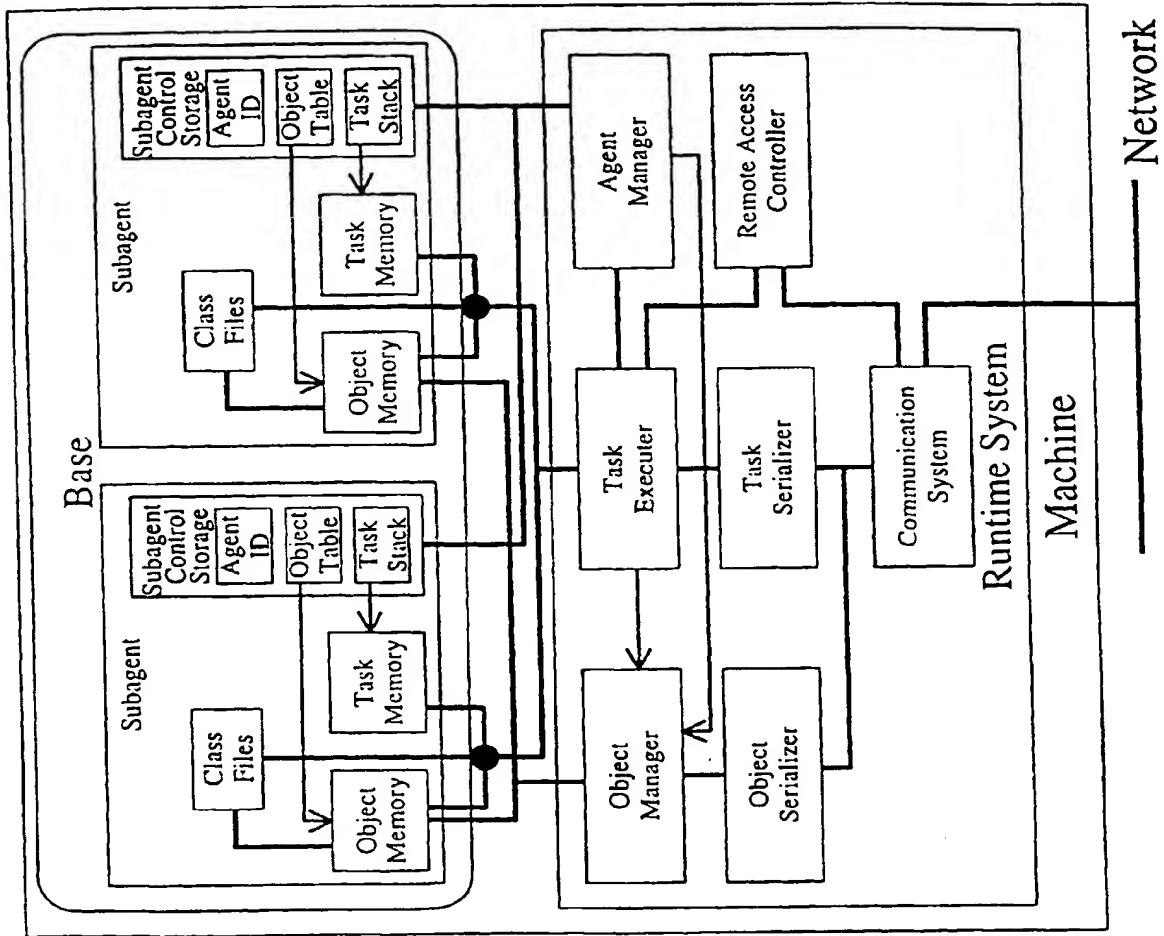 Base
Subagent
Subagent
Control
Storage
Agent
ID
Object
Table
Task
Stack
Class
Files
Object
Memory
Task
Memory
Subagent
Subagent
Control
Storage
Agent
ID
Object
Table
Task
Stack
Class
Files
Object
Memory
Task
Memory
Object
Manager
Task
Executer
Agent
Manager
Object
Serializer
Task
Serializer
Remote Access
Controller
Communication
System
Runtime System
Machine
Network